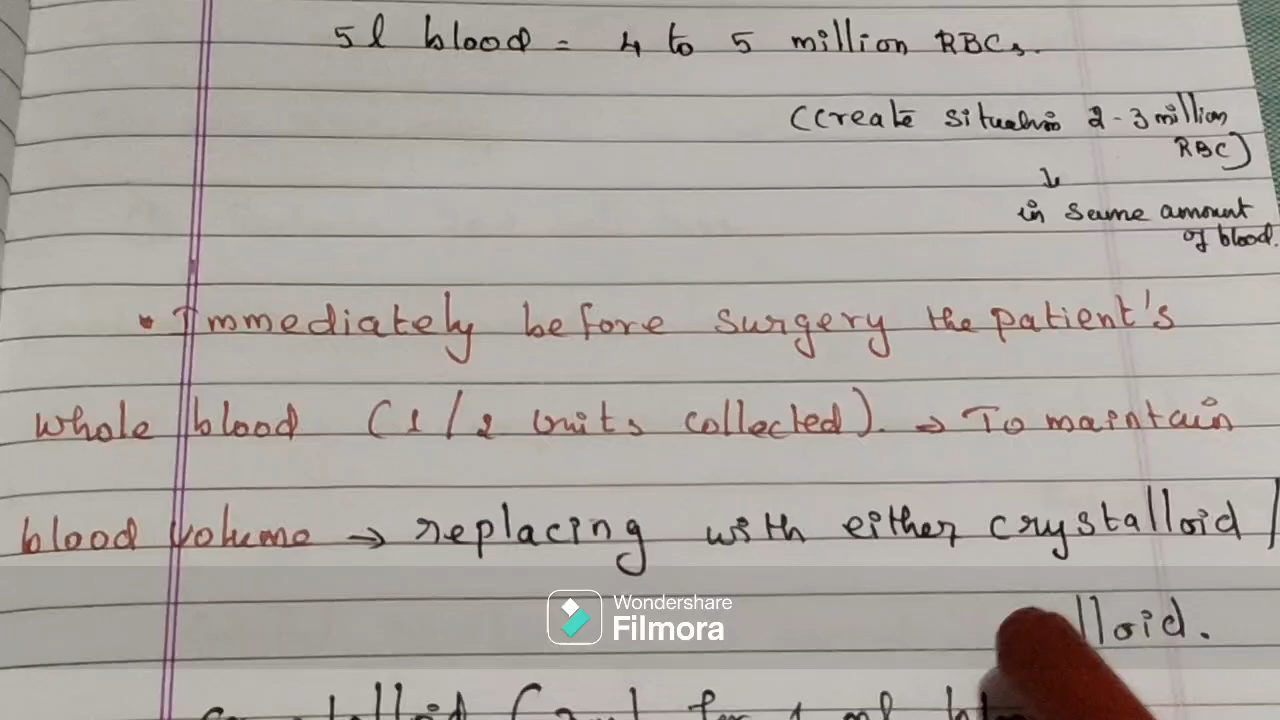 5 l blood = 4 to 5 million RBCs.
(Create situation 2-3 million
RBC)
↓
in same amount
of blood.
• Immediately before surgery the patient's
whole blood (1/2 units collected). → To maintain
blood volume → replacing with either crystalloid /
lloid.
Wondershare
Filmora